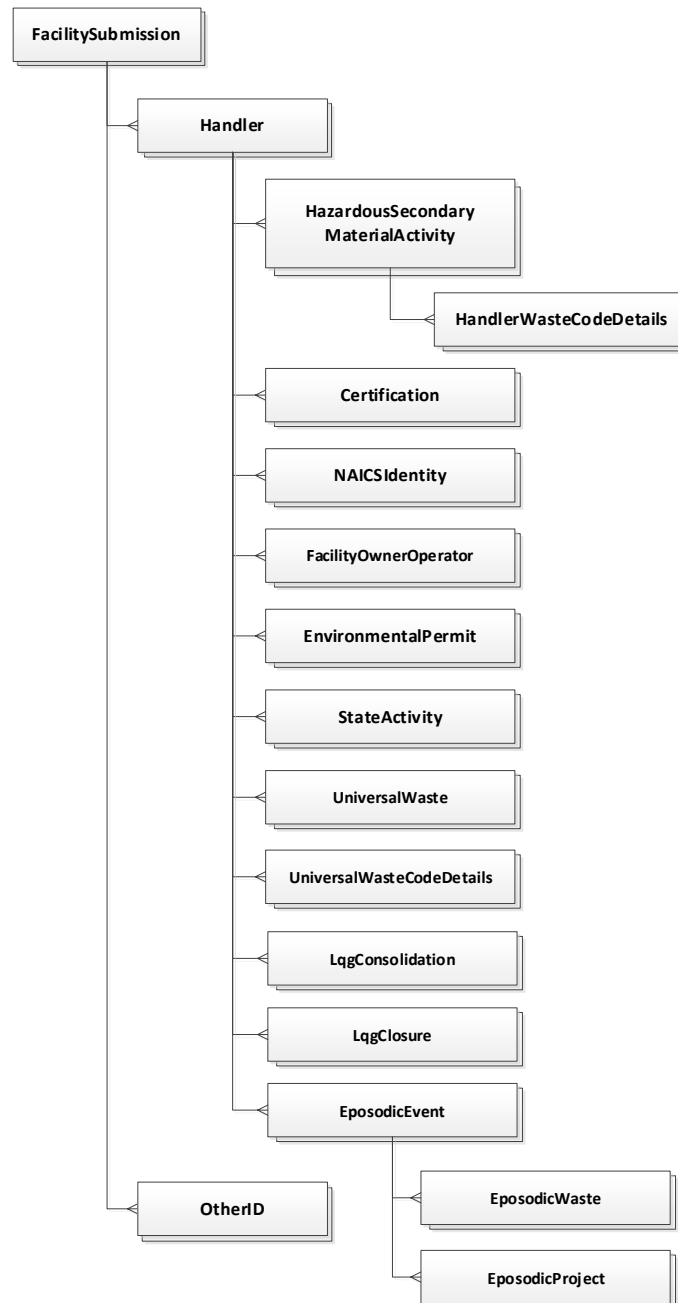 FacilitySubmission
Handler
HazardousSecondary
MaterialActivity
HandlerWasteCodeDetails
Certification
NAICSIdentity
FacilityOwnerOperator
EnvironmentalPermit
StateActivity
UniversalWaste
UniversalWasteCodeDetails
LqgConsolidation
LqgClosure
EposodicEvent
EposodicWaste
OtherID
EposodicProject